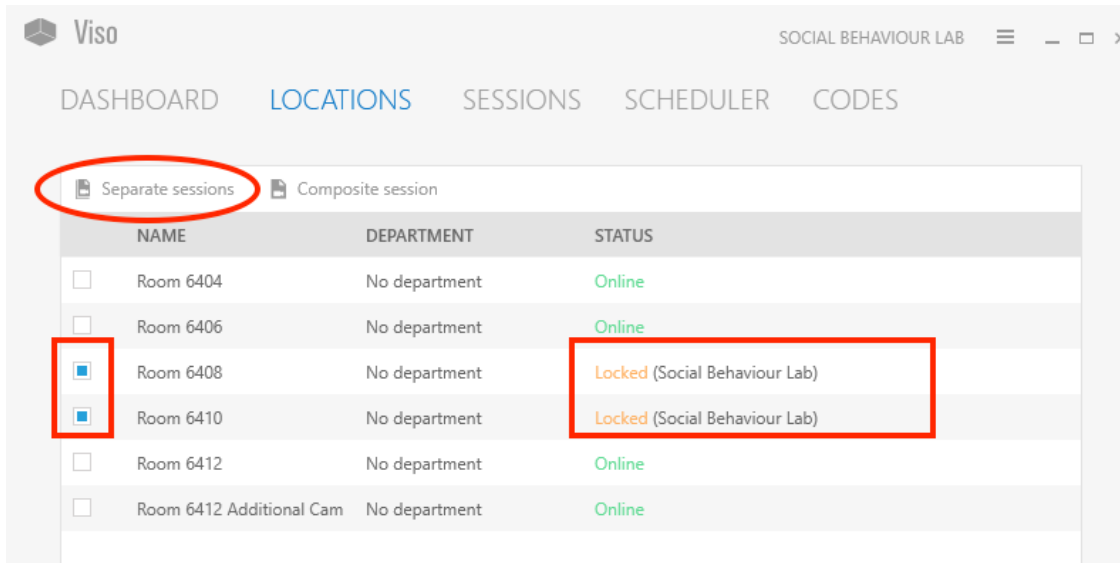 Viso
SOCIAL BEHAVIOUR LAB
DASHBOARD LOCATIONS SESSIONS SCHEDULER CODES
Separate sessions Composite session
NAME DEPARTMENT STATUS
Room 6404 No department Online
Room 6406 No department Online
Room 6408 No department Locked (Social Behaviour Lab)
Room 6410 No department Locked (Social Behaviour Lab)
Room 6412 No department Online
Room 6412 Additional Cam No department Online